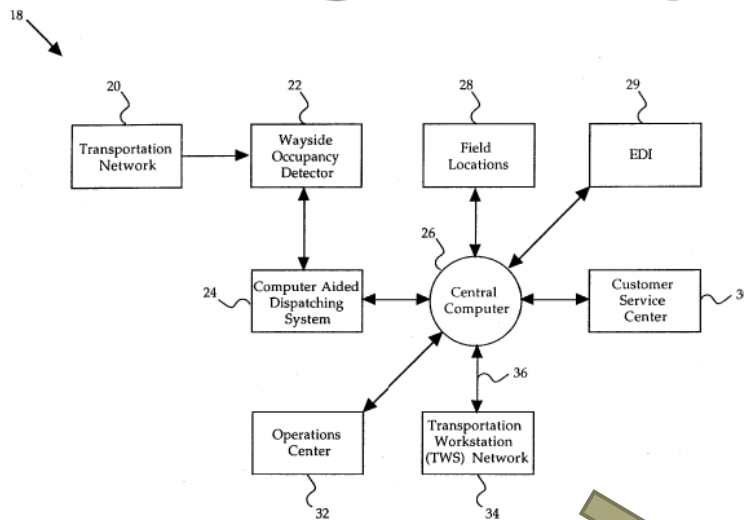 18
20
22
28
29
Transportation
Network
Wayside
Occupancy
Detector
Field
Locations
EDI
26
24
Computer Aided
Dispatching
System
Central
Computer
Customer
Service
Center
36
Operations
Center
Transportation
Workstation
(TWS) Network
32
34